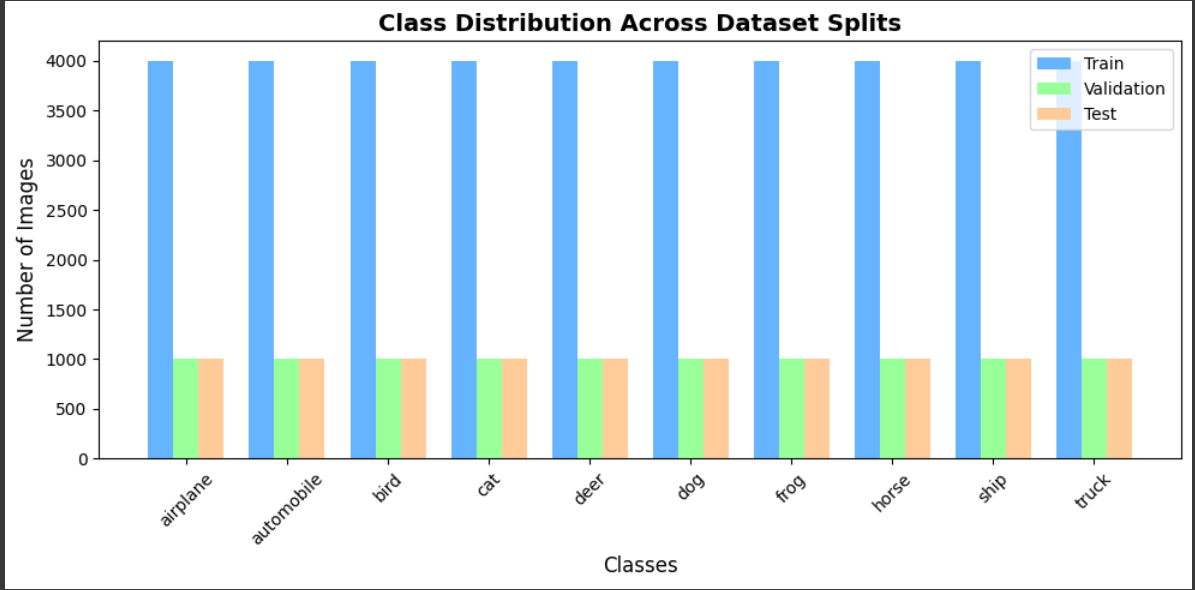 Class Distribution Across Dataset Splits
Number of Images
4000
3500
3000
2500
2000
1500
1000
500
0
Train
Validation
Test
airplane
automobile
bird
cat
deer
dog
frog
horse
ship
truck
Classes